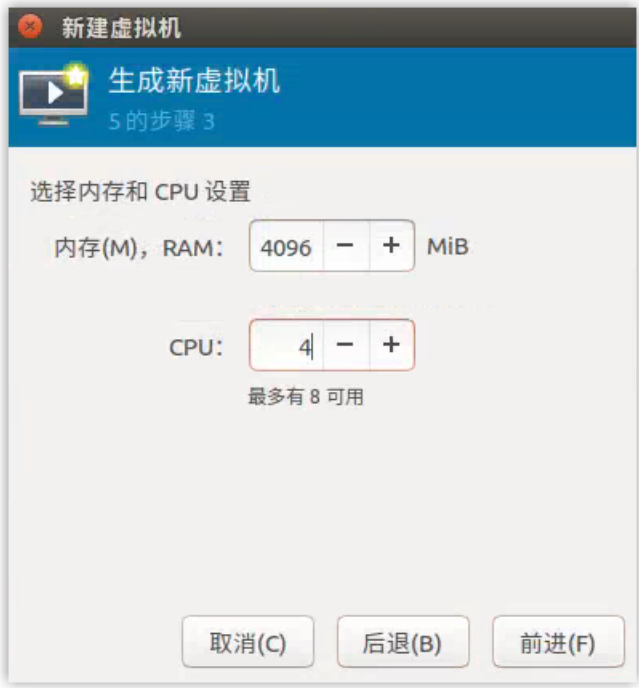 新建虚拟机
生成新虚拟机
5 的步骤 3
选择内存和 CPU 设置
内存(M)，RAM： 4096 − + MiB
CPU： 4 − +
最多有 8 可用
取消(C) 后退(B) 前进(F)